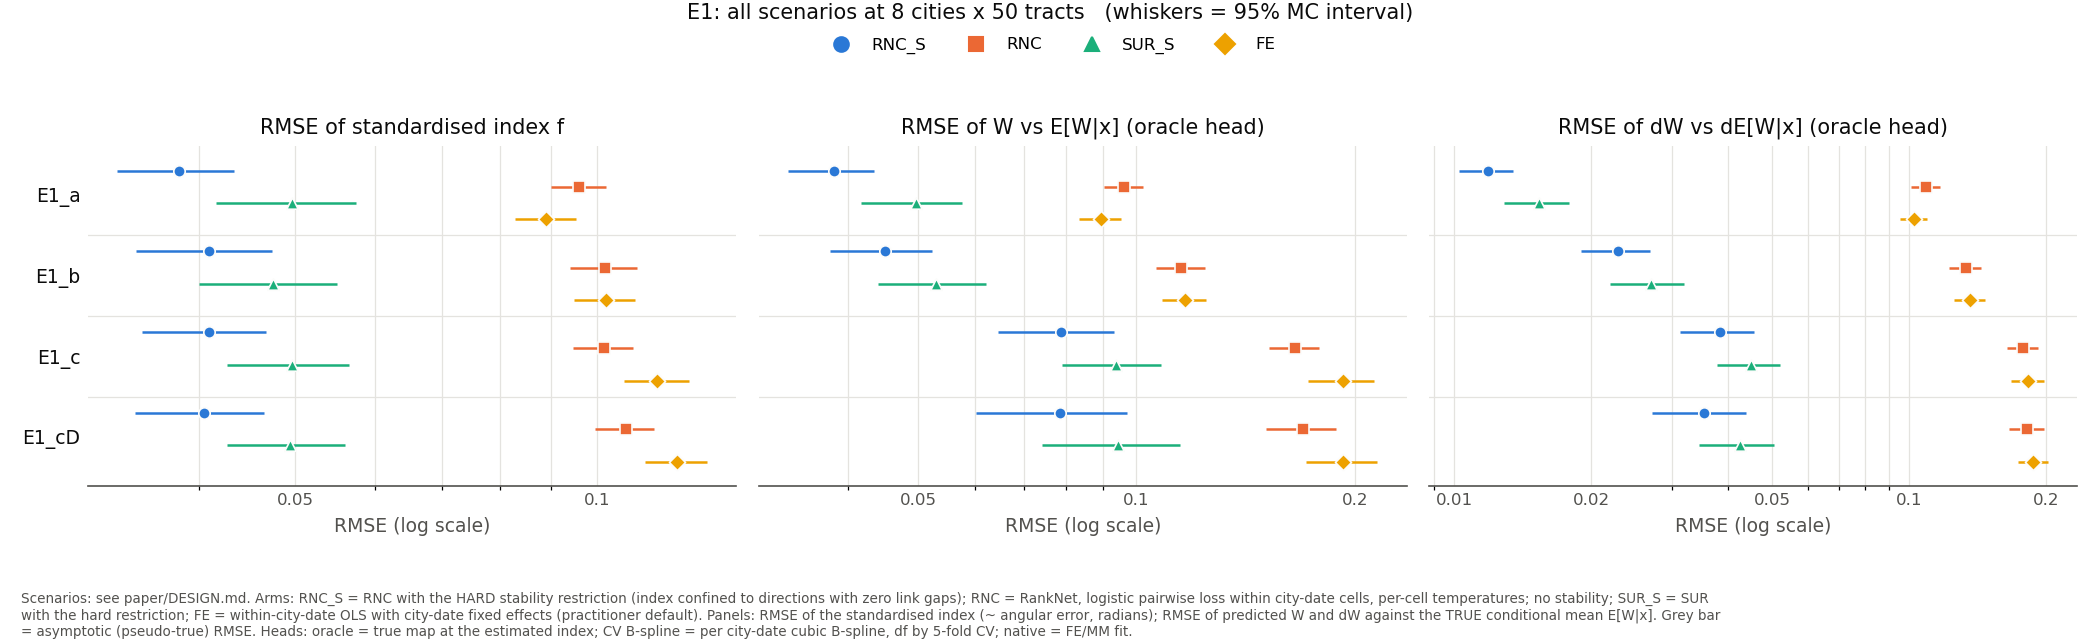 E1: all scenarios at 8 cities x 50 tracts (whiskers = 95% MC interval)
RNC_S RNC SUR_S FE
RMSE of standardised index f
RMSE of W vs E[W|x] (oracle head)
RMSE of dW vs dE[W|x] (oracle head)
E1_a
E1_b
E1_c
E1_cD
0.05 0.1
0.05 0.1 0.2
0.01 0.02 0.05 0.1 0.2
RMSE (log scale)
RMSE (log scale)
RMSE (log scale)
Scenarios: see paper/DESIGN.md. Arms: RNC_S = RNC with the HARD stability restriction (index confined to directions with zero link gaps); RNC = RankNet, logistic pairwise loss within city-date cells, per-cell temperatures; no stability; SUR_S = SUR
with the hard restriction; FE = within-city-date OLS with city-date fixed effects (practitioner default). Panels: RMSE of the standardised index (~ angular error, radians); RMSE of predicted W and dW against the TRUE conditional mean E[W|x]. Grey bar
= asymptotic (pseudo-true) RMSE. Heads: oracle = true map at the estimated index; CV B-spline = per city-date cubic B-spline, df by 5-fold CV; native = FE/MM fit.